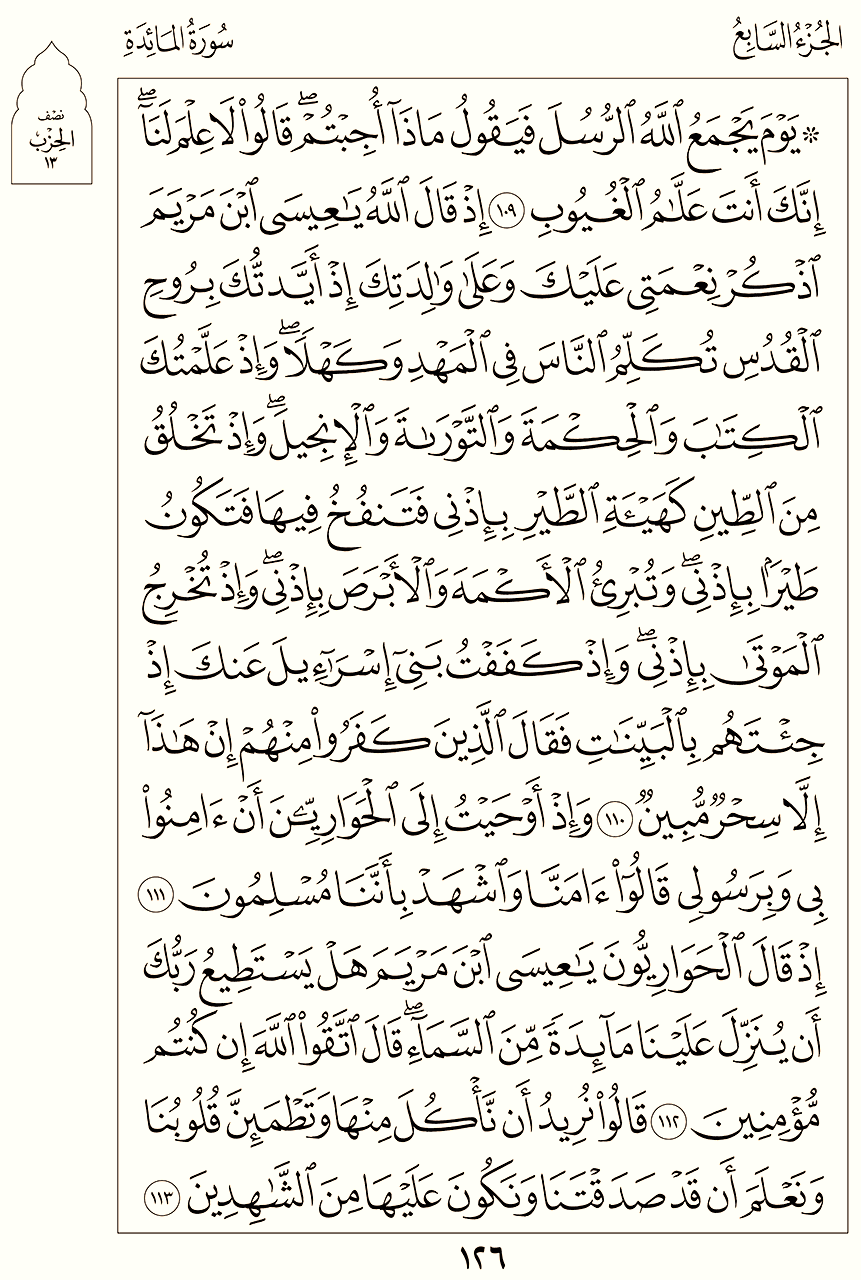 الجُزْءُ السَّابِعُ
سُورَةُ المَائِدَةِ
نصف
الحِزْب
١٣
۞ يَوْمَ يَجْمَعُ ٱللَّهُ ٱلرُّسُلَ فَيَقُولُ مَاذَآ أُجِبْتُمْۖ قَالُوا۟ لَا عِلْمَ لَنَآۖ
إِنَّكَ أَنتَ عَلَّٰمُ ٱلْغُيُوبِ ١٠٩ إِذْ قَالَ ٱللَّهُ يَٰعِيسَى ٱبْنَ مَرْيَمَ
ٱذْكُرْ نِعْمَتِى عَلَيْكَ وَعَلَىٰ وَٰلِدَتِكَ إِذْ أَيَّدتُّكَ بِرُوحِ
ٱلْقُدُسِ تُكَلِّمُ ٱلنَّاسَ فِى ٱلْمَهْدِ وَكَهْلًاۖ وَإِذْ عَلَّمْتُكَ
ٱلْكِتَٰبَ وَٱلْحِكْمَةَ وَٱلتَّوْرَىٰةَ وَٱلْإِنجِيلَۖ وَإِذْ تَخْلُقُ
مِنَ ٱلطِّينِ كَهَيْـَٔةِ ٱلطَّيْرِ بِإِذْنِى فَتَنفُخُ فِيهَا فَتَكُونُ
طَيْرًۢا بِإِذْنِىۖ وَتُبْرِئُ ٱلْأَكْمَهَ وَٱلْأَبْرَصَ بِإِذْنِىۖ وَإِذْ تُخْرِجُ
ٱلْمَوْتَىٰ بِإِذْنِىۖ وَإِذْ كَفَفْتُ بَنِىٓ إِسْرَٰٓءِيلَ عَنكَ إِذْ
جِئْتَهُم بِٱلْبَيِّنَٰتِ فَقَالَ ٱلَّذِينَ كَفَرُوا۟ مِنْهُمْ إِنْ هَٰذَآ
إِلَّا سِحْرٌ مُّبِينٌ ١١٠ وَإِذْ أَوْحَيْتُ إِلَى ٱلْحَوَارِيِّـۧنَ أَنْ ءَامِنُوا۟
بِى وَبِرَسُولِى قَالُوٓا۟ ءَامَنَّا وَٱشْهَدْ بِأَنَّنَا مُسْلِمُونَ ١١١
إِذْ قَالَ ٱلْحَوَارِيُّونَ يَٰعِيسَى ٱبْنَ مَرْيَمَ هَلْ يَسْتَطِيعُ رَبُّكَ
أَن يُنَزِّلَ عَلَيْنَا مَآئِدَةً مِّنَ ٱلسَّمَآءِۖ قَالَ ٱتَّقُوا۟ ٱللَّهَ إِن كُنتُم
مُّؤْمِنِينَ ١١٢ قَالُوا۟ نُرِيدُ أَن نَّأْكُلَ مِنْهَا وَتَطْمَئِنَّ قُلُوبُنَا
وَنَعْلَمَ أَن قَدْ صَدَقْتَنَا وَنَكُونَ عَلَيْهَا مِنَ ٱلشَّٰهِدِينَ ١١٣
١٢٦